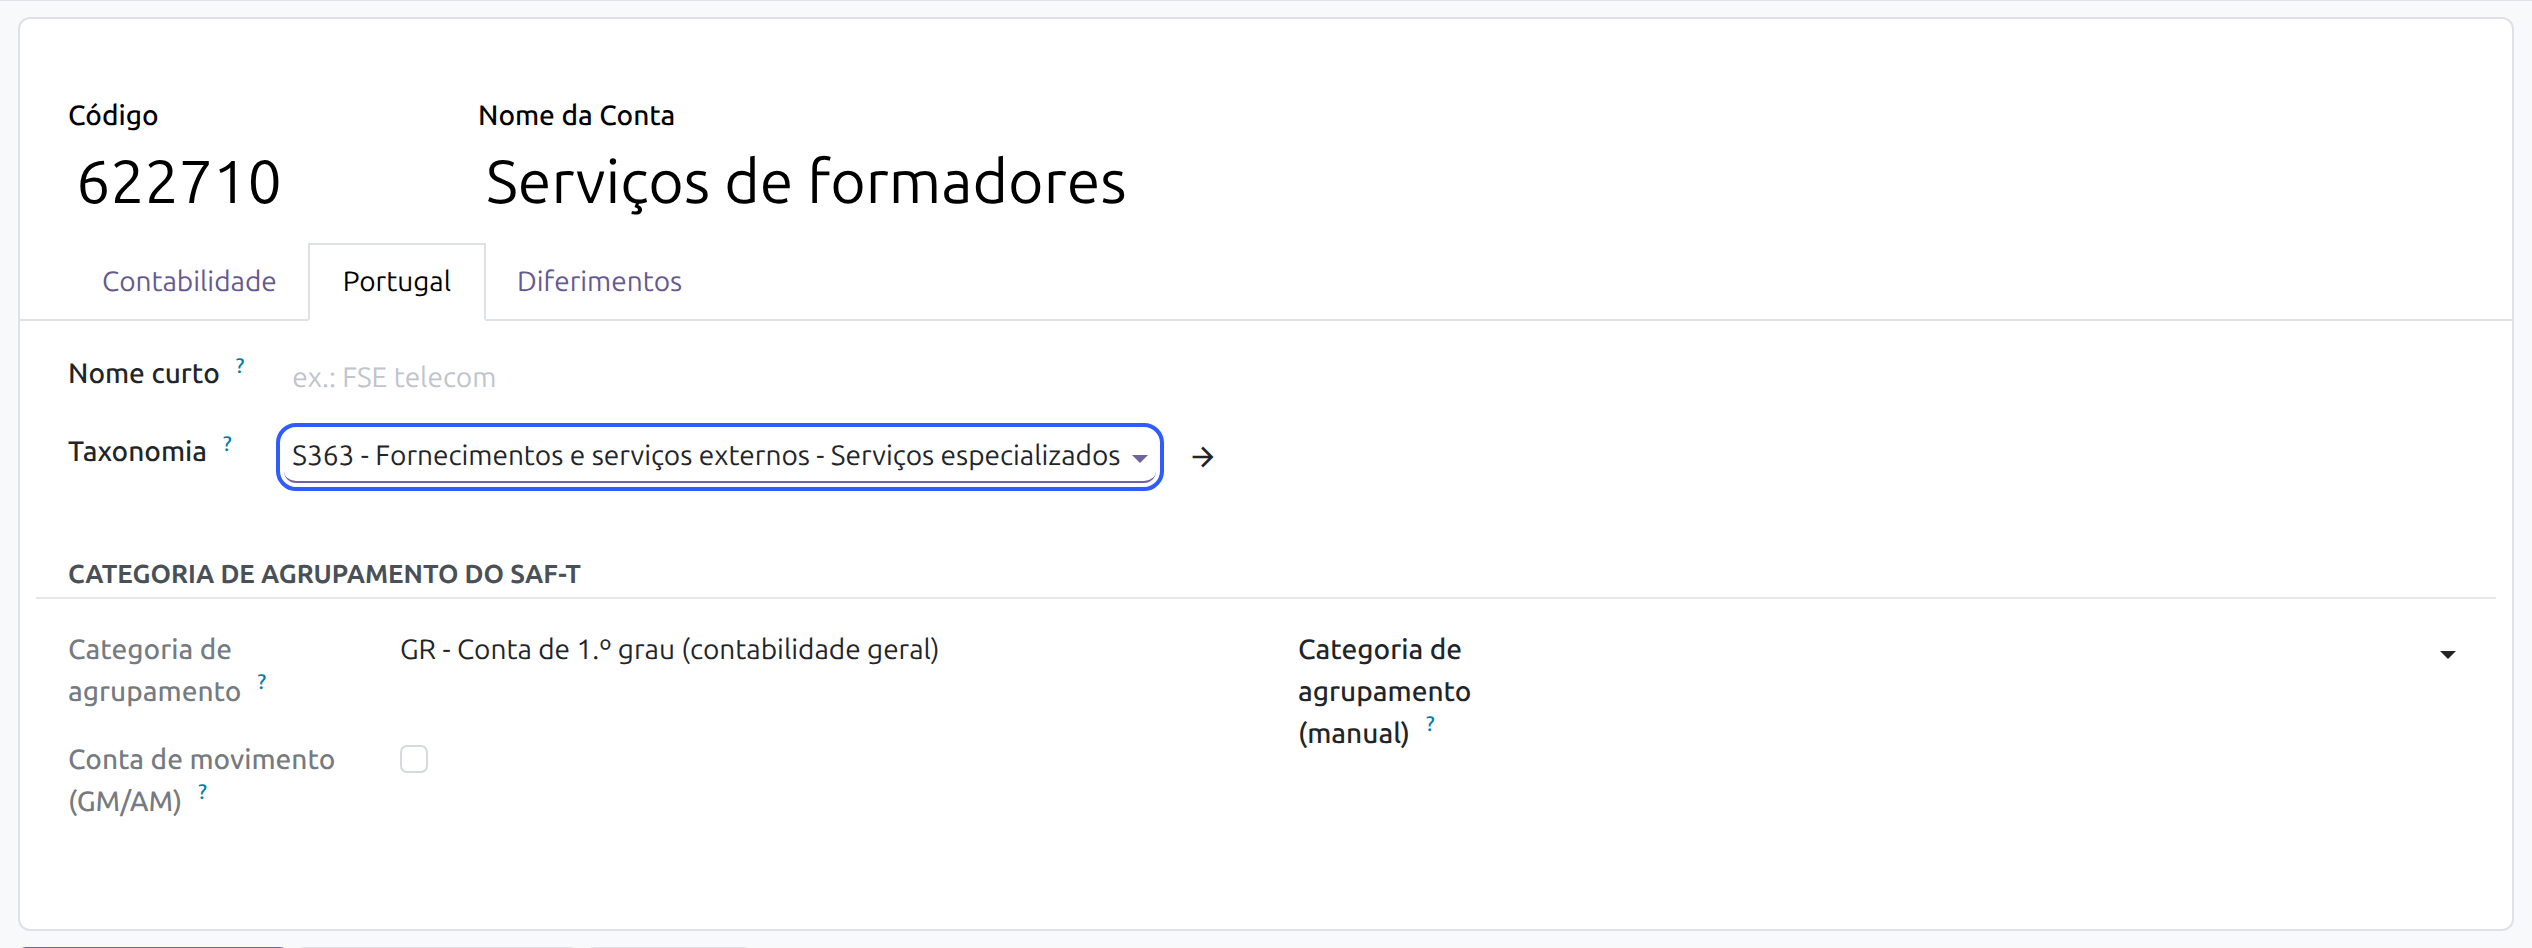 Código
Nome da Conta
622710
Serviços de formadores
Contabilidade
Portugal
Diferimentos
Nome curto ?
ex.: FSE telecom
Taxonomia ?
S363 - Fornecimentos e serviços externos - Serviços especializados
CATEGORIA DE AGRUPAMENTO DO SAF-T
Categoria de
agrupamento ?
GR - Conta de 1.º grau (contabilidade geral)
Categoria de
agrupamento
(manual) ?
Conta de movimento
(GM/AM) ?